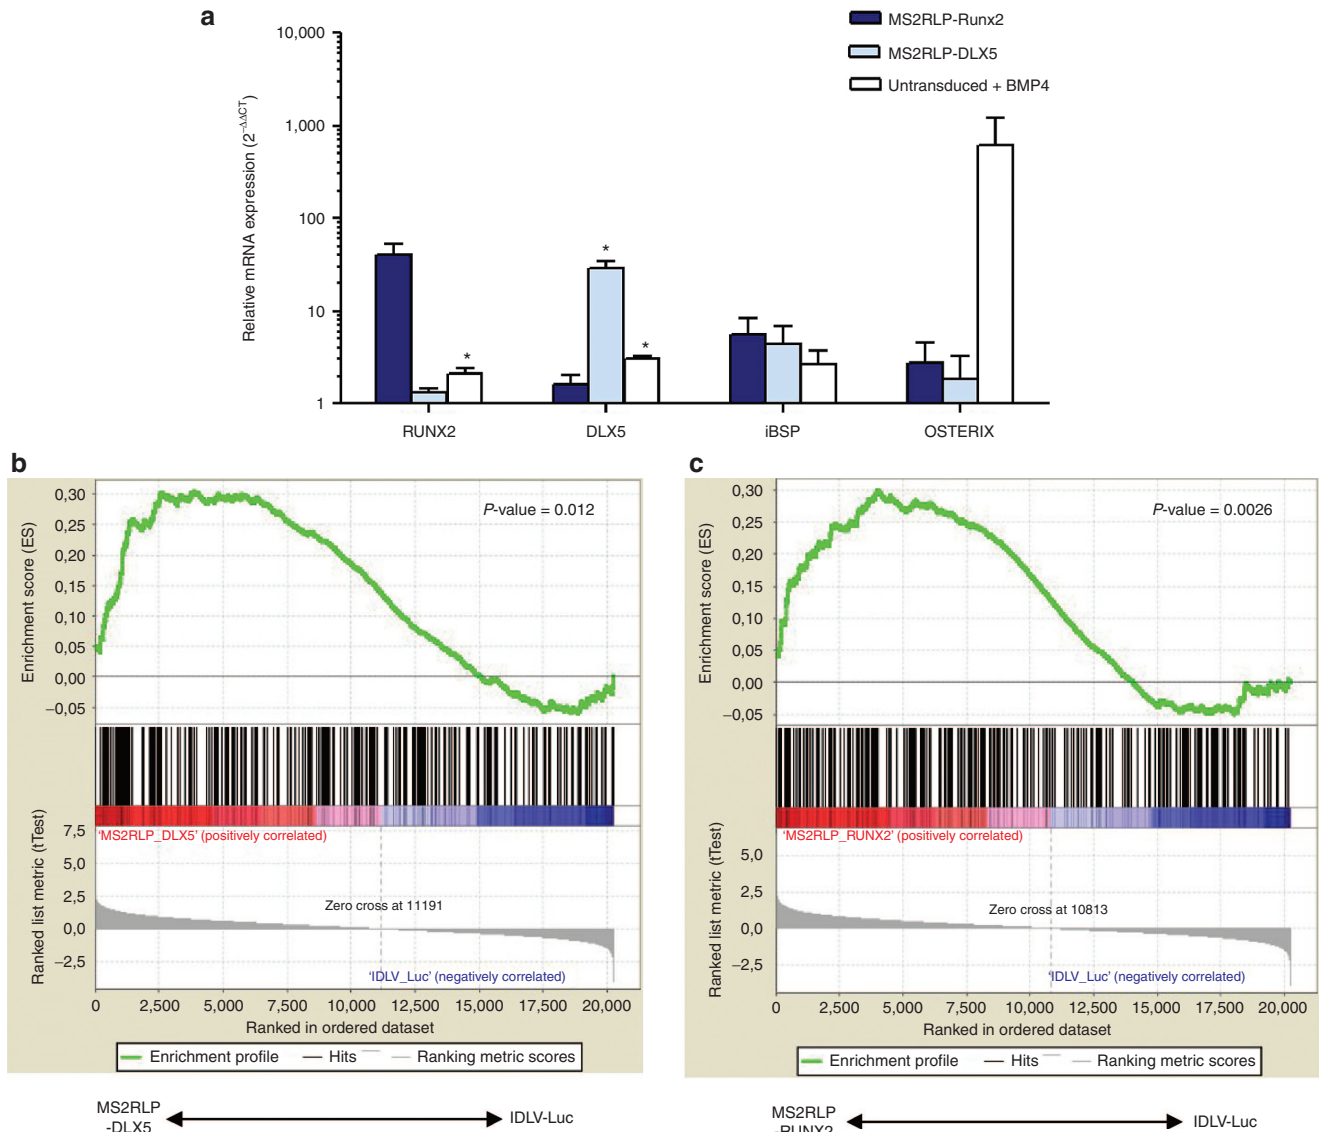 a
MS2RLP-Runx2
MS2RLP-DLX5
Untransduced + BMP4
Relative mRNA expression (2^−ΔΔCT)
10,000
1,000
100
10
1
*
*
*
RUNX2
DLX5
iBSP
OSTERIX
b
Enrichment score (ES)
0,30
0,25
0,20
0,15
0,10
0,05
0,00
−0,05
P-value = 0.012
Ranked list metric (tTest)
7,5
5,0
2,5
0,0
−2,5
'MS2RLP_DLX5' (positively correlated)
Zero cross at 11191
'IDLV_Luc' (negatively correlated)
0 2,500 5,000 7,500 10,000 12,500 15,000 17,500 20,000
Ranked in ordered dataset
Enrichment profile Hits Ranking metric scores
MS2RLP
-DLX5
IDLV-Luc
c
Enrichment score (ES)
0,30
0,25
0,20
0,15
0,10
0,05
0,00
−0,05
P-value = 0.0026
Ranked list metric (tTest)
5,0
2,5
0,0
−2,5
'MS2RLP_RUNX2' (positively correlated)
Zero cross at 10813
'IDLV_Luc' (negatively correlated)
0 2,500 5,000 7,500 10,000 12,500 15,000 17,500 20,000
Ranked in ordered dataset
Enrichment profile Hits Ranking metric scores
MS2RLP
-RUNX2
IDLV-Luc